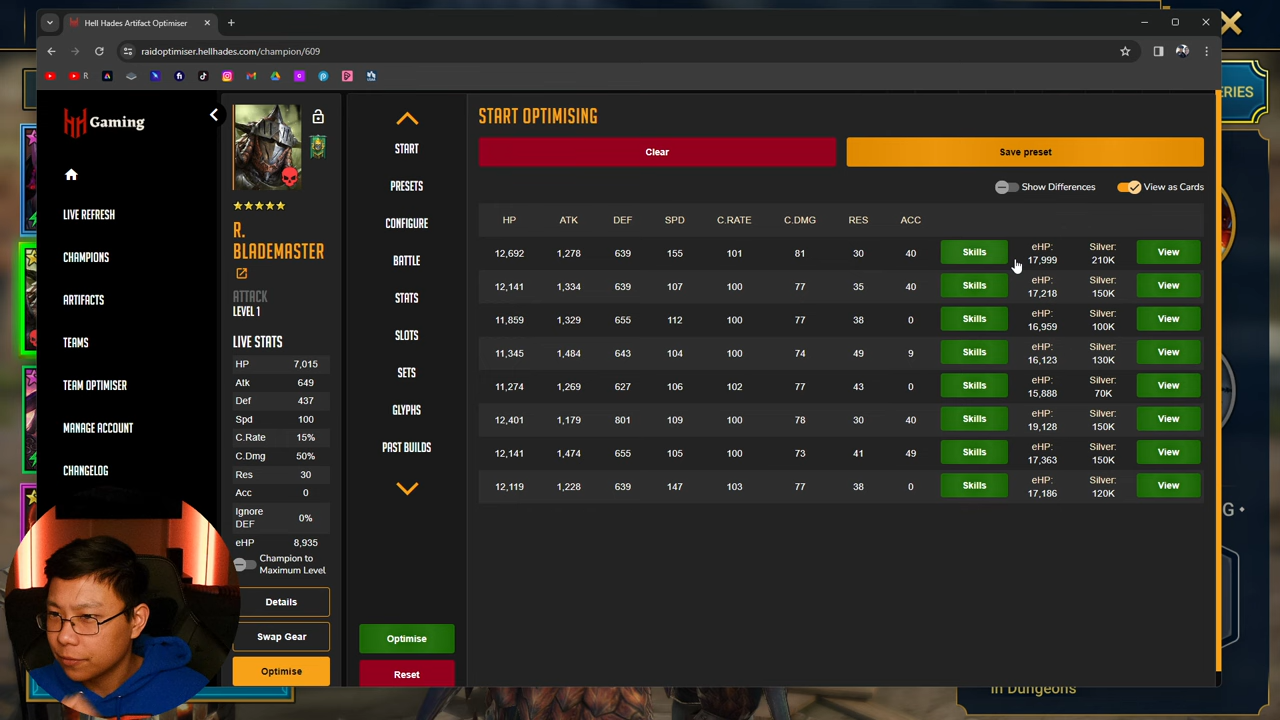 Hell Hades Artifact Optimiser
raidoptimiser.hellhades.com/champion/609
R
ERIES
Gaming
LIVE REFRESH
CHAMPIONS
ARTIFACTS
TEAMS
TEAM OPTIMISER
MANAGE ACCOUNT
CHANGELOG
R.
BLADEMASTER
ATTACK
LEVEL 1
LIVE STATS
HP 7,015
Atk 649
Def 437
Spd 100
C.Rate 15%
C.Dmg 50%
Res 30
Acc 0
Ignore DEF 0%
eHP 8,935
Champion to
Maximum Level
Details
Swap Gear
Optimise
START
PRESETS
CONFIGURE
BATTLE
STATS
SLOTS
SETS
GLYPHS
PAST BUILDS
Optimise
Reset
START OPTIMISING
Clear Save preset
Show Differences View as Cards
HP ATK DEF SPD C.RATE C.DMG RES ACC
12,692 1,278 639 155 101 81 30 40 Skills eHP: 17,999 Silver: 210K View
12,141 1,334 639 107 100 77 35 40 Skills eHP: 17,218 Silver: 150K View
11,859 1,329 655 112 100 77 38 0 Skills eHP: 16,959 Silver: 100K View
11,345 1,484 643 104 100 74 49 9 Skills eHP: 16,123 Silver: 130K View
11,274 1,269 627 106 102 77 43 0 Skills eHP: 15,888 Silver: 70K View
12,401 1,179 801 109 100 78 30 40 Skills eHP: 19,128 Silver: 150K View
12,141 1,474 655 105 100 73 41 49 Skills eHP: 17,363 Silver: 150K View
12,119 1,228 639 147 103 77 38 0 Skills eHP: 17,186 Silver: 120K View
G
in Dungeons